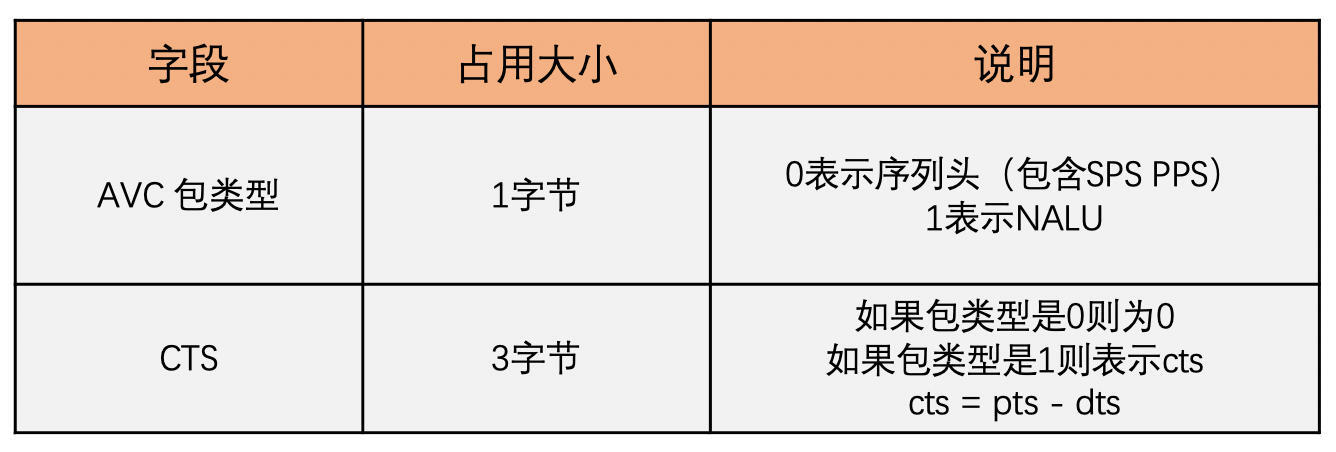 字段 占用大小 说明
AVC 包类型 1字节 0表示序列头（包含SPS PPS）
1表示NALU
CTS 3字节 如果包类型是0则为0
如果包类型是1则表示cts
cts = pts - dts